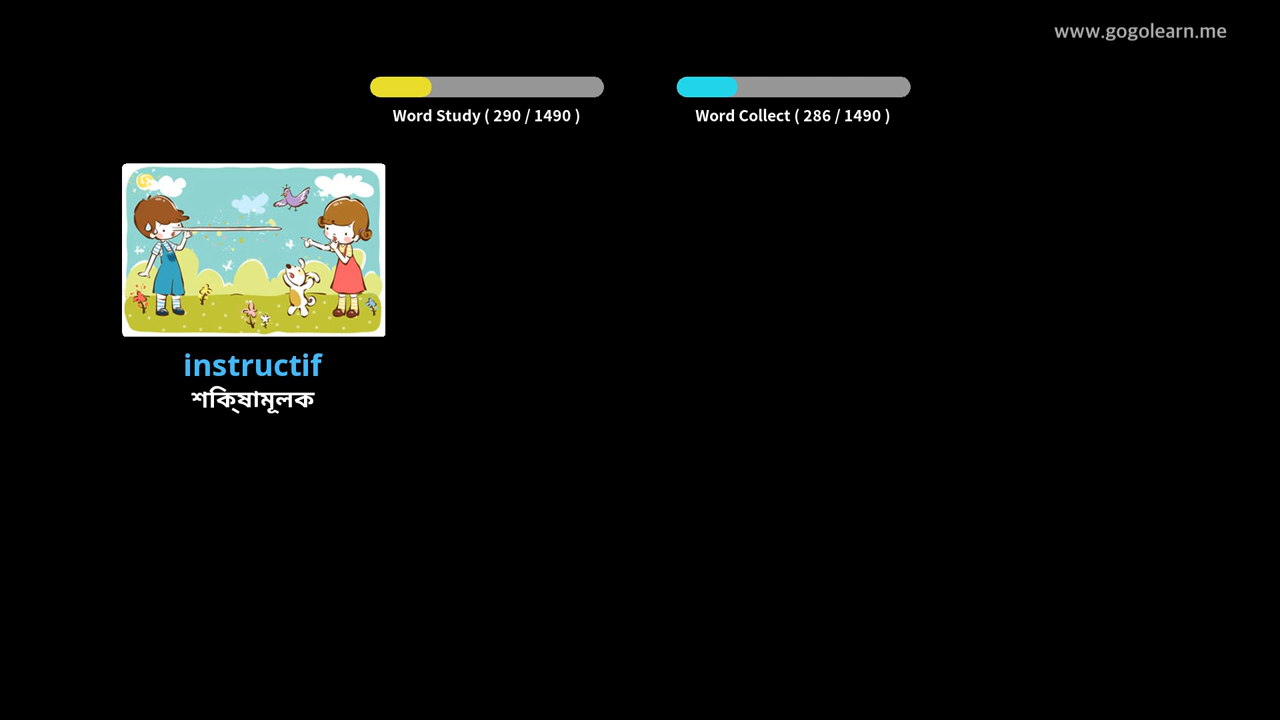 www.gogolearn.me
Word Study ( 290 / 1490 )
Word Collect ( 286 / 1490 )
instructif
শিক্ষামূলক